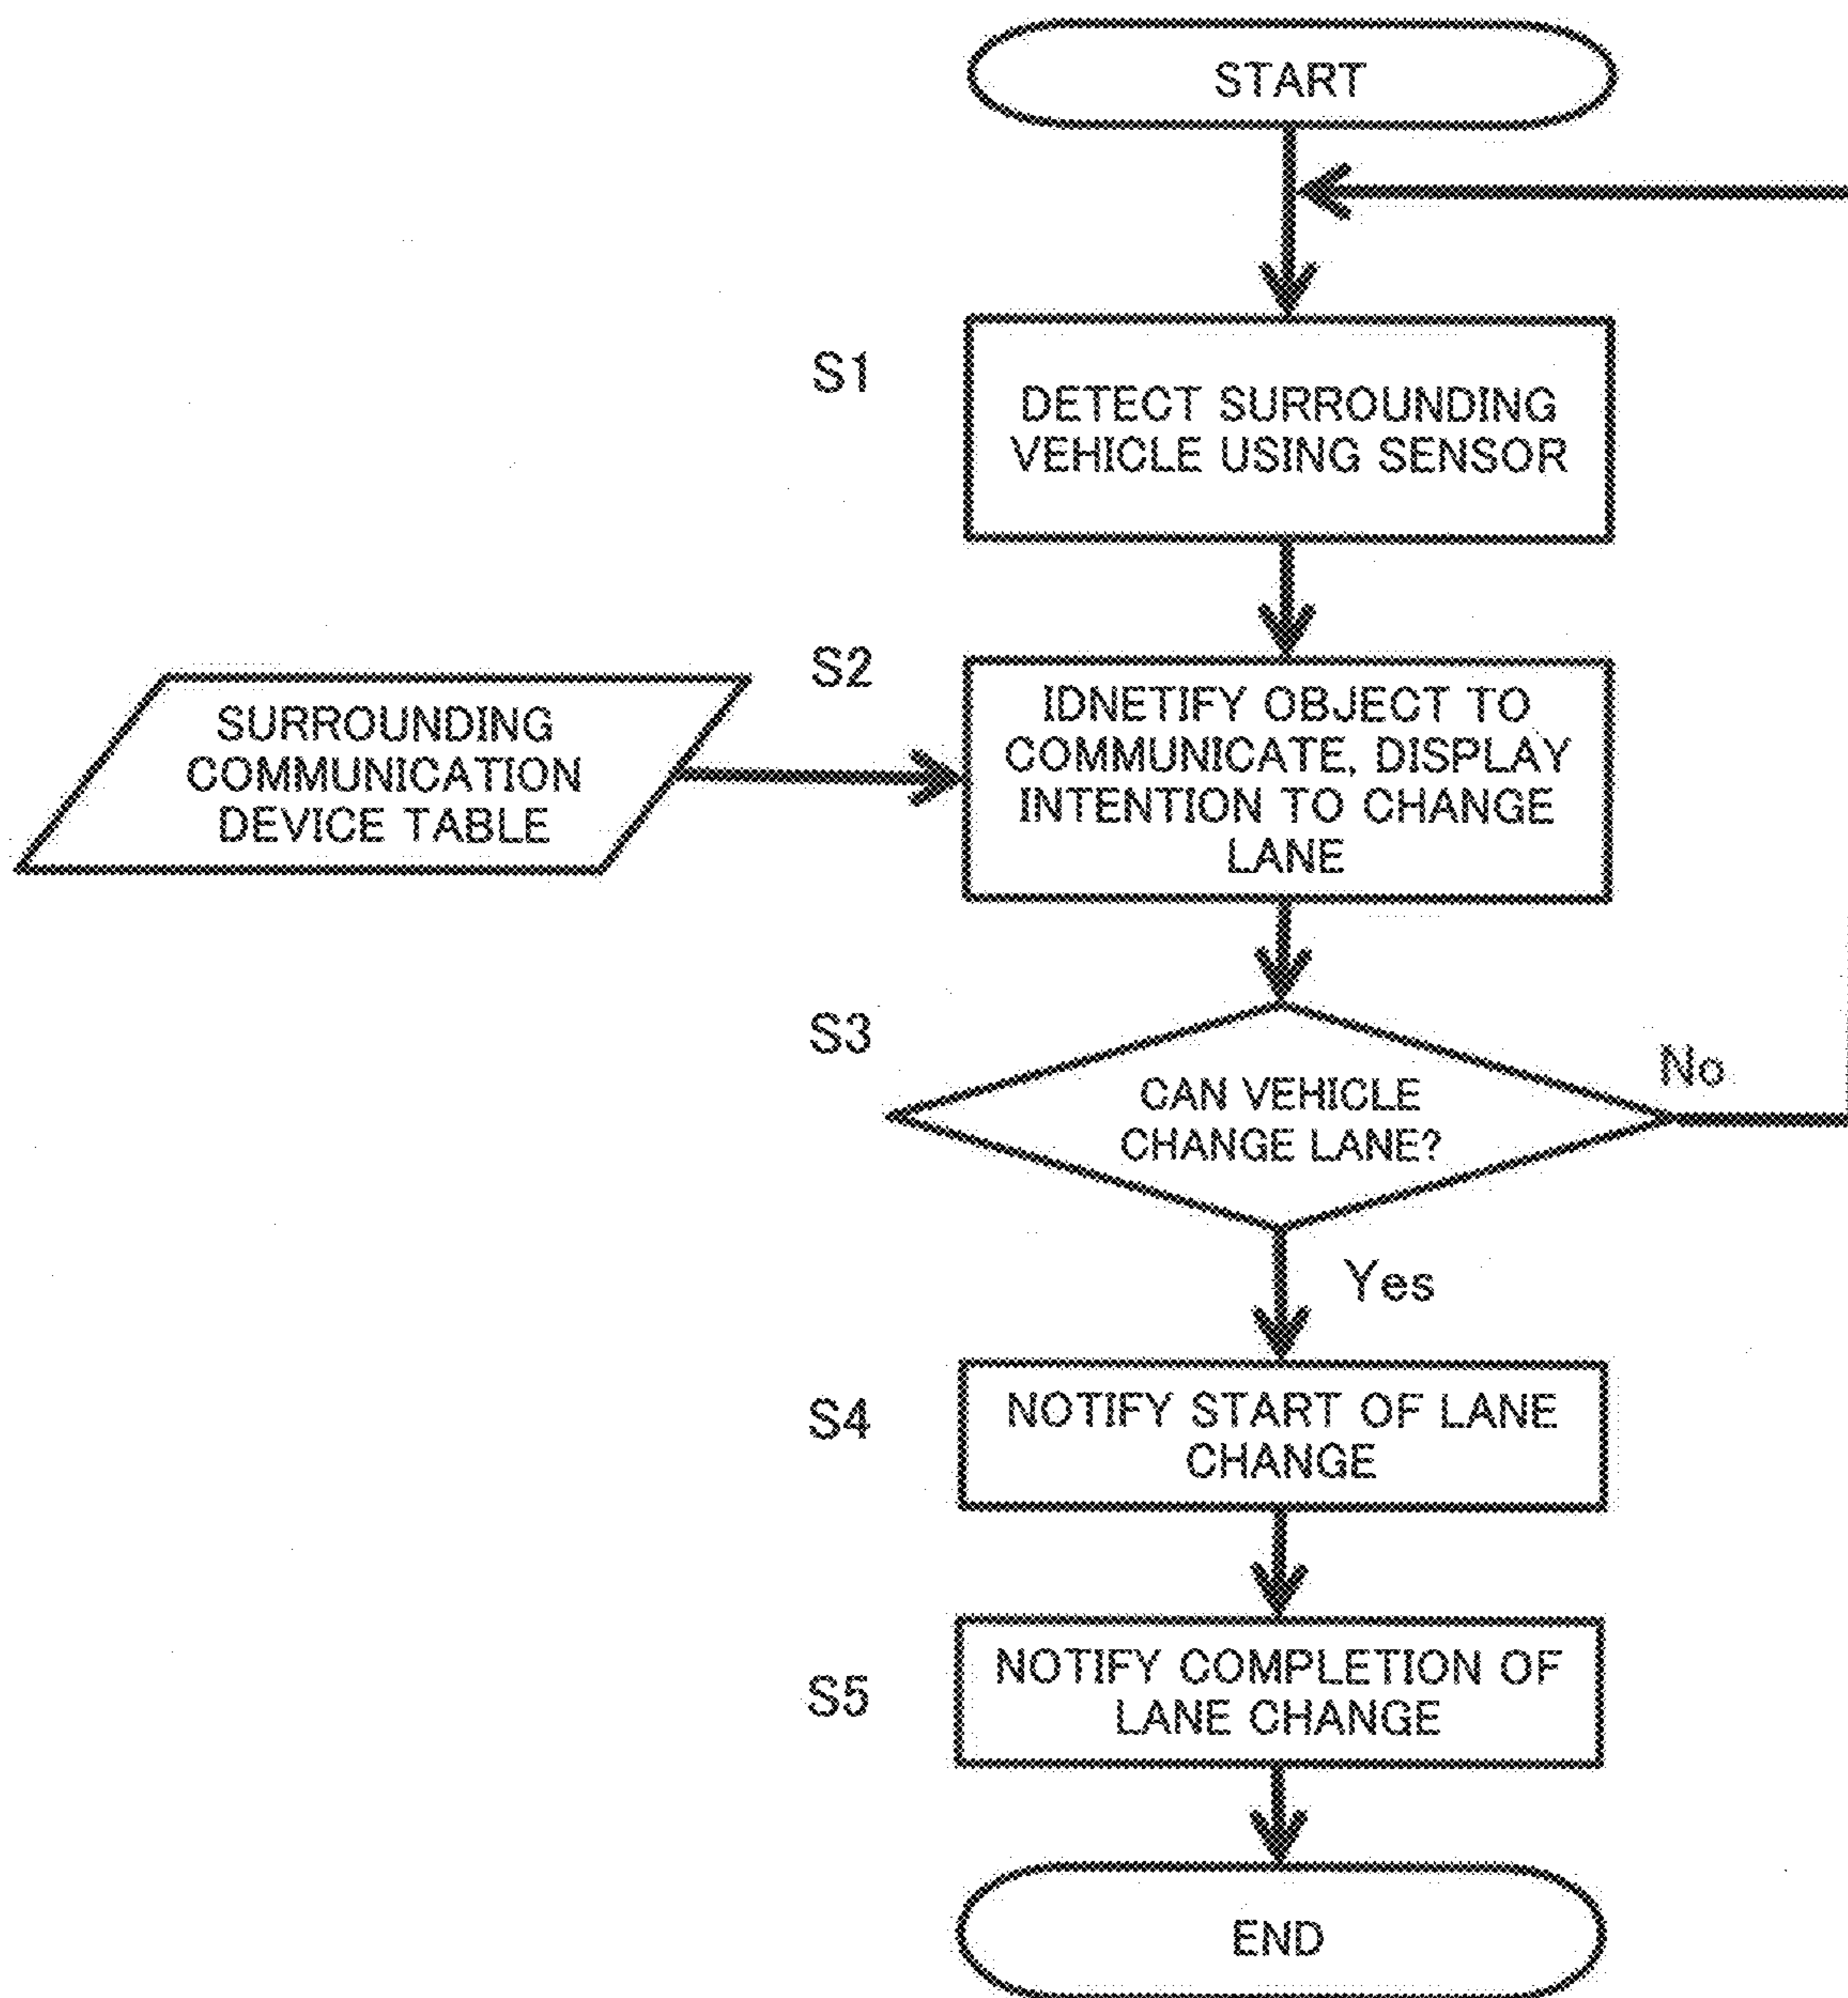 START
S1
DETECT SURROUNDING
VEHICLE USING SENSOR
S2
IDNETIFY OBJECT TO
COMMUNICATE, DISPLAY
INTENTION TO CHANGE
LANE
SURROUNDING
COMMUNICATION
DEVICE TABLE
S3
CAN VEHICLE
CHANGE LANE?
No
Yes
S4
NOTIFY START OF LANE
CHANGE
S5
NOTIFY COMPLETION OF
LANE CHANGE
END